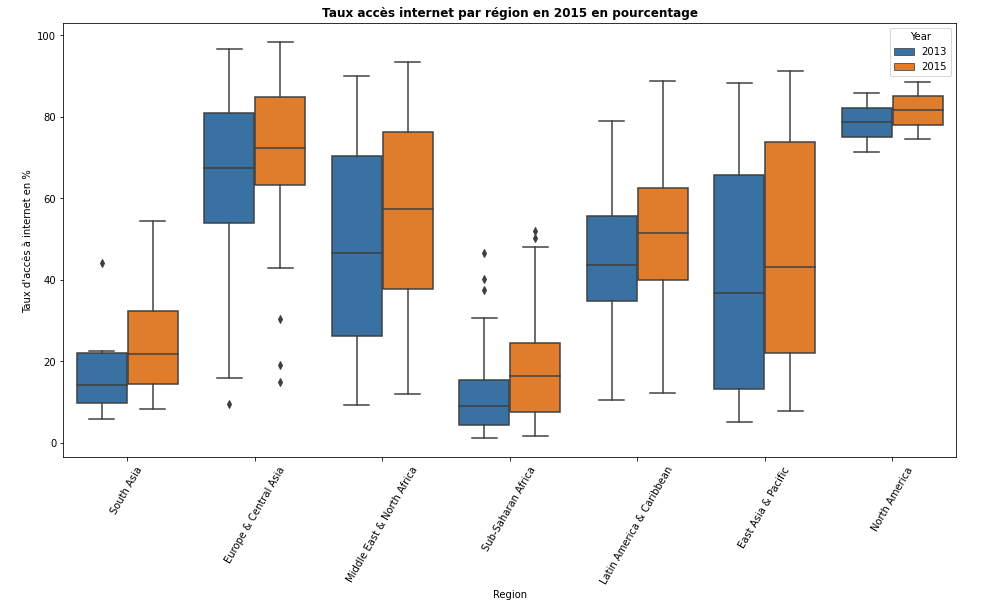 Taux accès internet par région en 2015 en pourcentage
Year
2013
2015
Taux d'accès à internet en %
100
80
60
40
20
0
South Asia
Europe & Central Asia
Middle East & North Africa
Sub-Saharan Africa
Latin America & Caribbean
East Asia & Pacific
North America
Region